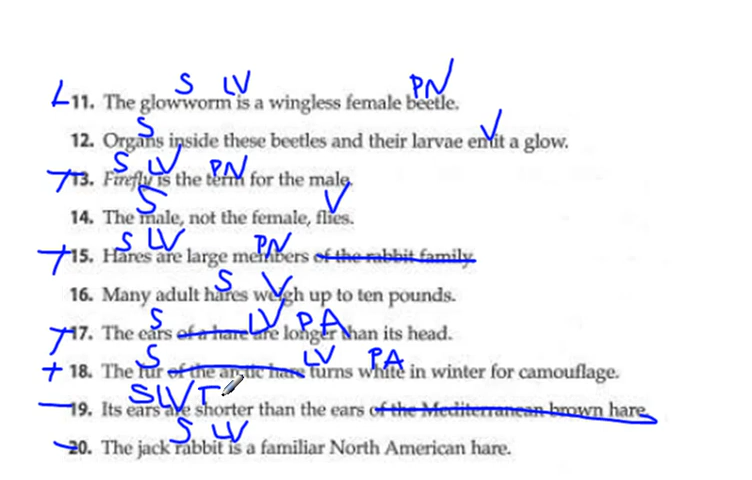 S LV PN
11. The glowworm is a wingless female beetle.
S V
12. Organs inside these beetles and their larvae emit a glow.
S LV PN
13. Firefly is the term for the male.
S V
14. The male, not the female, flies.
S LV PN
15. Hares are large members of the rabbit family.
S V
16. Many adult hares weigh up to ten pounds.
S LV PA
17. The ears of a hare are longer than its head.
S LV PA
18. The fur of the arctic hare turns white in winter for camouflage.
S LV
19. Its ears are shorter than the ears of the Mediterranean brown hare.
S LV
20. The jack rabbit is a familiar North American hare.